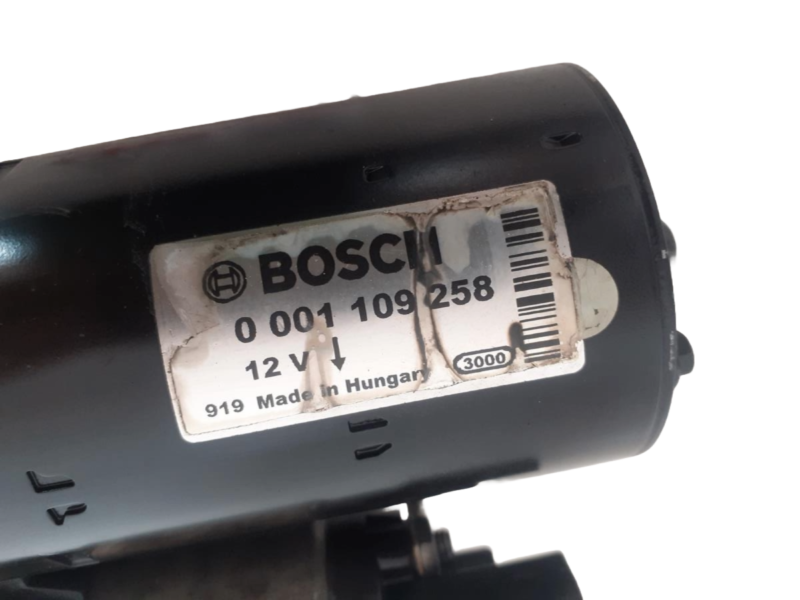 BOSCH
0 001 109 258
12 V ↓ 3000
919 Made in Hungary